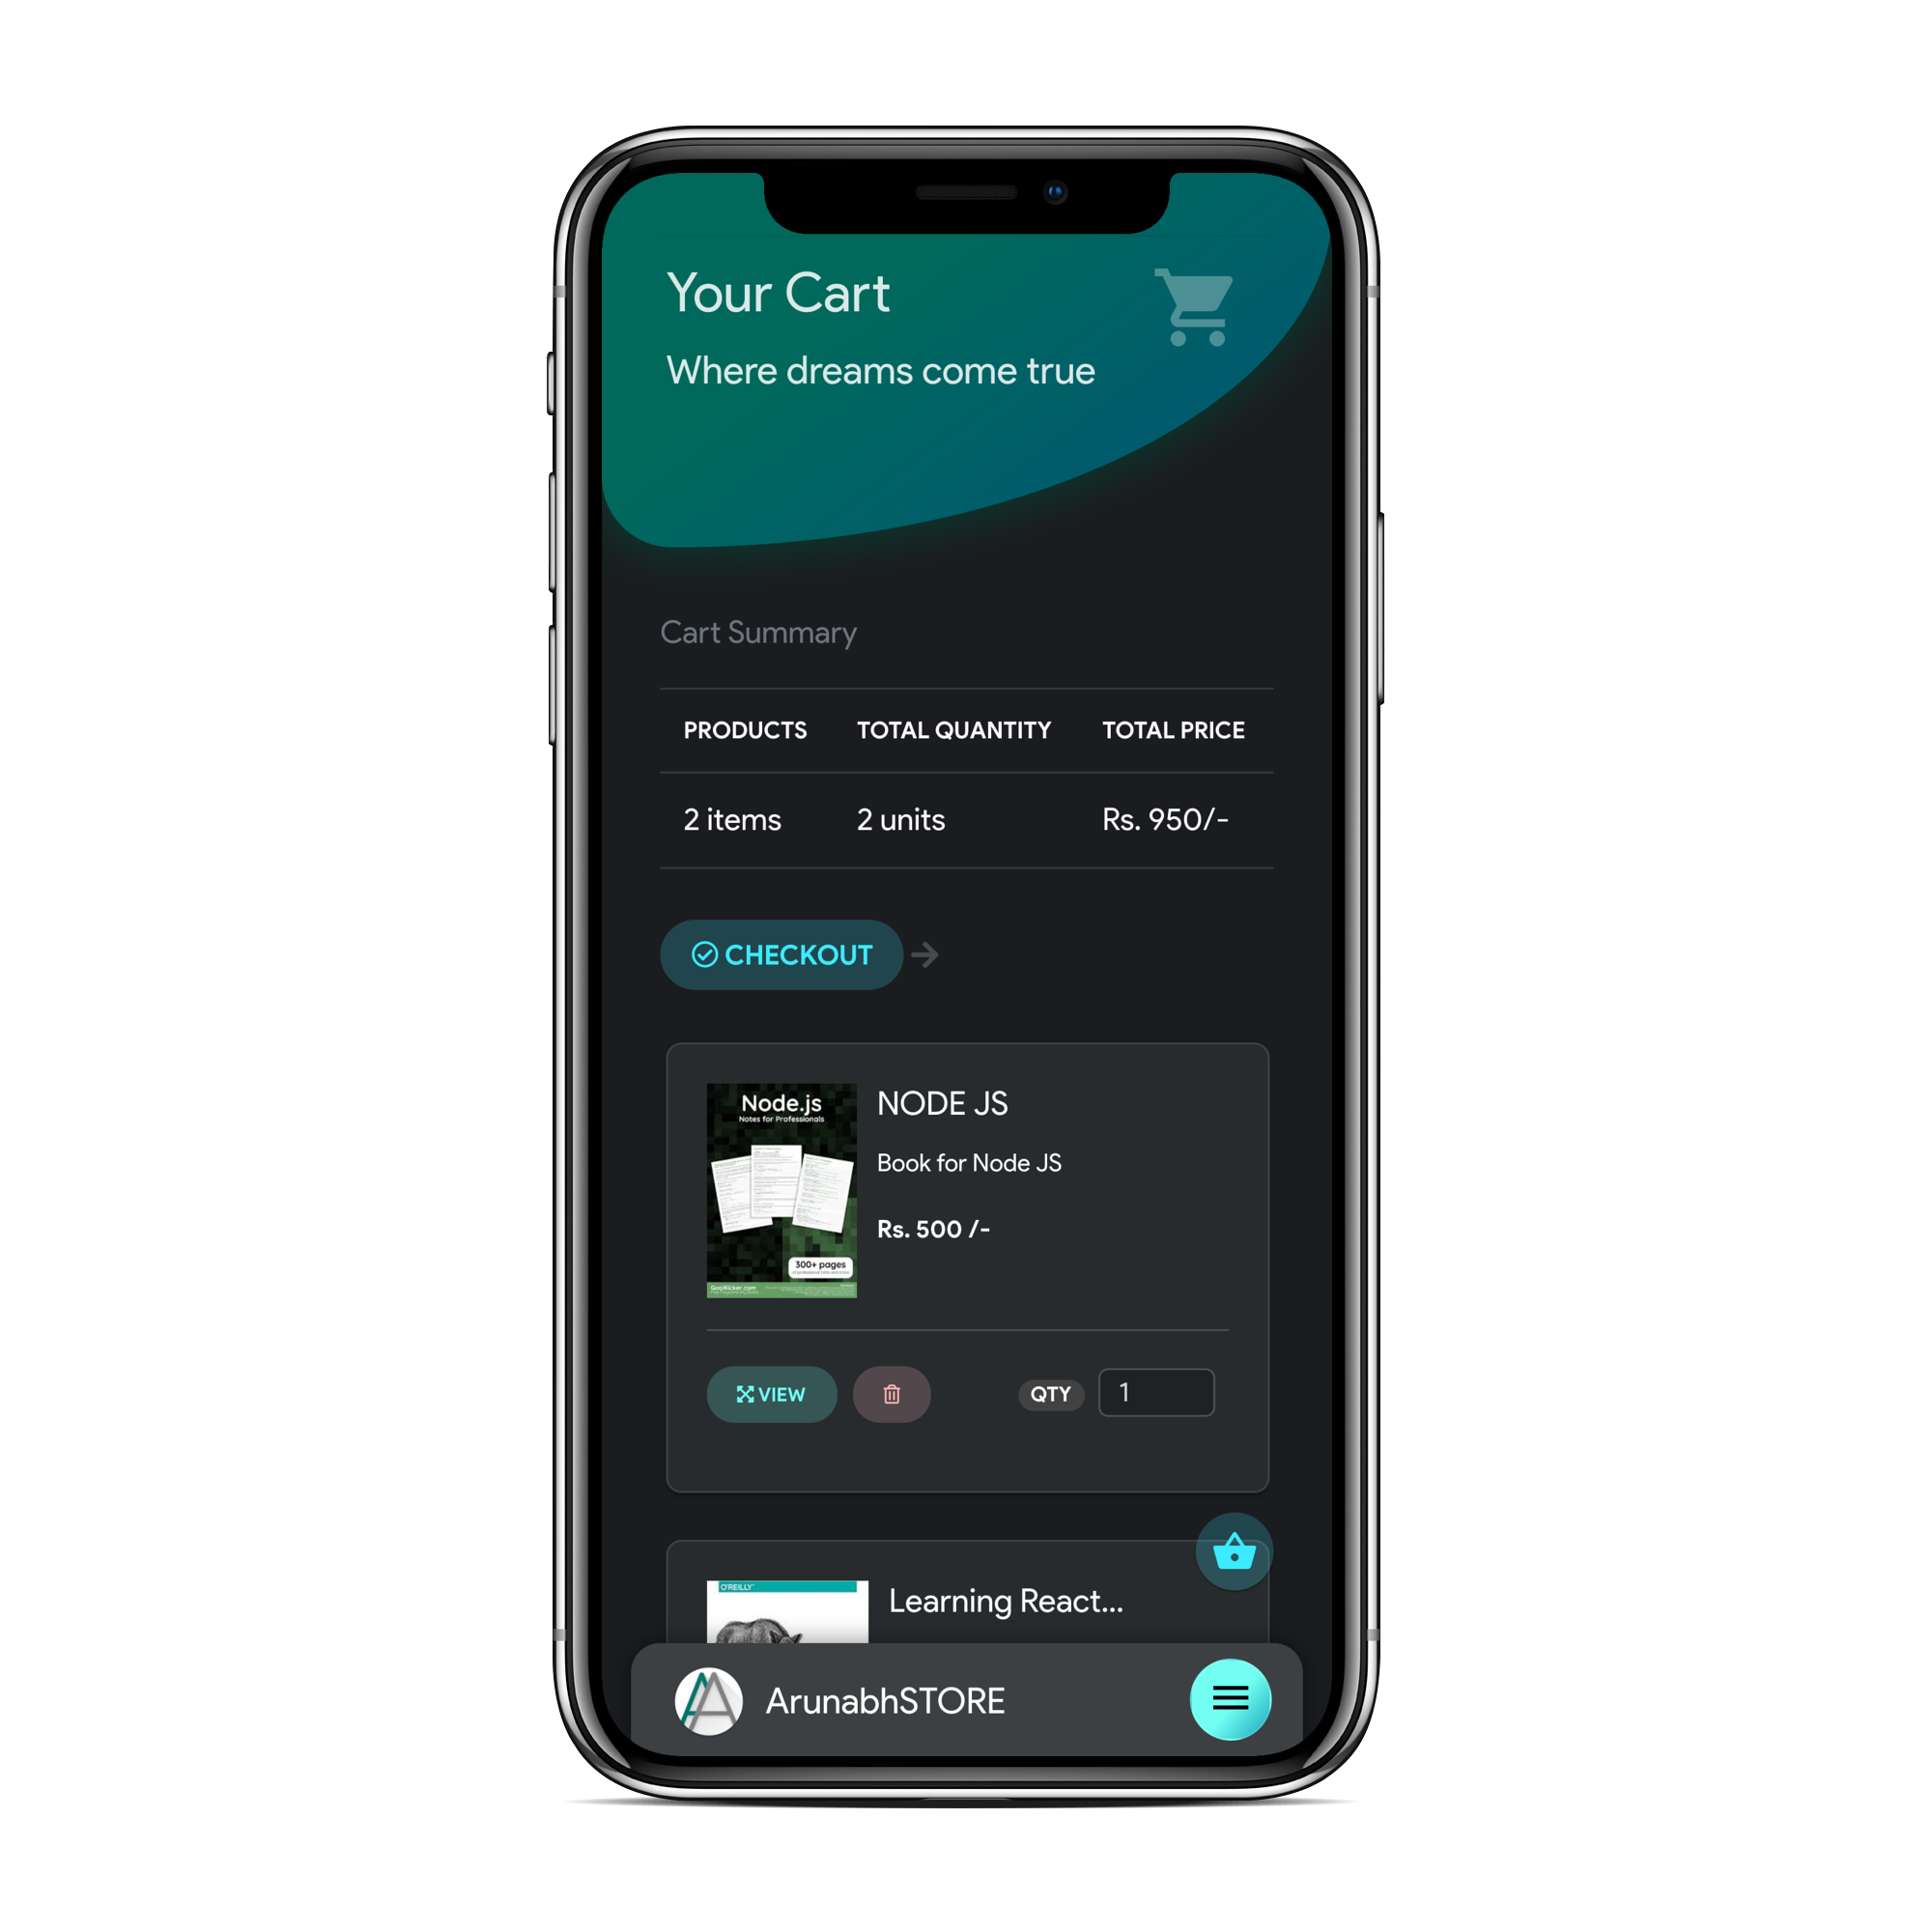 Your Cart
Where dreams come true
Cart Summary
PRODUCTS TOTAL QUANTITY TOTAL PRICE
2 items 2 units Rs. 950/-
CHECKOUT
Node.js
Notes for Professionals
300+ pages
GoalKicker.com
NODE JS
Book for Node JS
Rs. 500 /-
VIEW QTY 1
O'REILLY
Learning React...
ArunabhSTORE